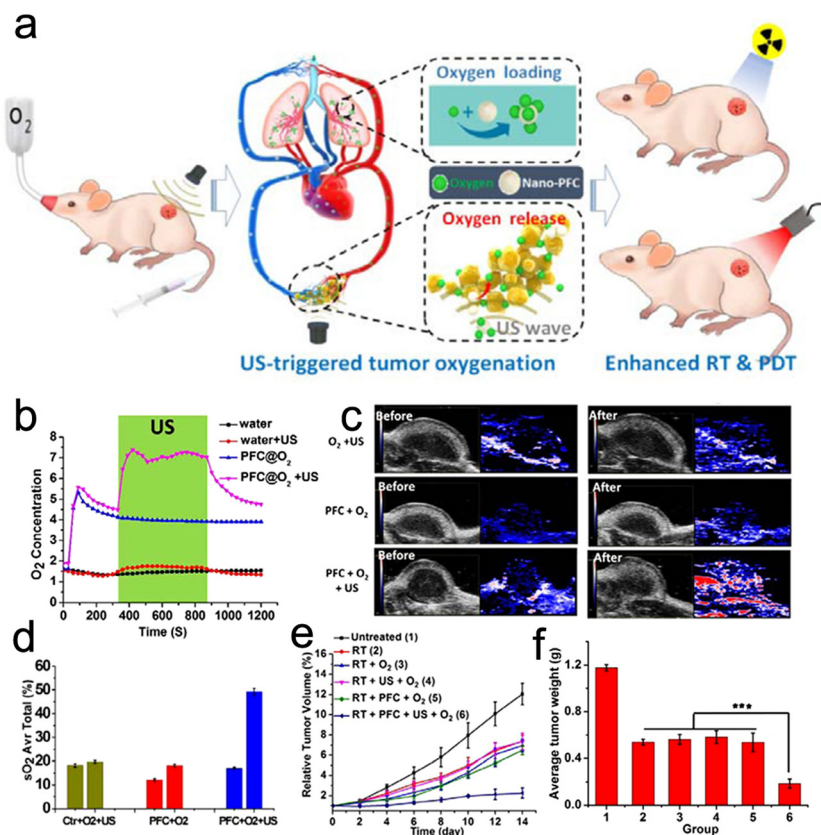 a
O2
Oxygen loading
+
Oxygen Nano-PFC
Oxygen release
US wave
US-triggered tumor oxygenation
Enhanced RT & PDT
b
US
water
water+US
PFC@O2
PFC@O2 +US
O2 Concentration
8
7
6
5
4
3
2
1
0
0 200 400 600 800 1000 1200
Time (S)
c
Before
After
O2 +US
Before
After
PFC + O2
Before
After
PFC + O2
+ US
d
sO2 Avr Total (%)
60
50
40
30
20
10
0
Ctr+O2+US PFC+O2 PFC+O2+US
e
Untreated (1)
RT (2)
RT + O2 (3)
RT + US + O2 (4)
RT + PFC + O2 (5)
RT + PFC + US + O2 (6)
Relative Tumor Volume (%)
16
14
12
10
8
6
4
2
0
0 2 4 6 8 10 12 14
Time (day)
f
Average tumor weight (g)
1.2
0.9
0.6
0.3
0.0
***
1 2 3 4 5 6
Group